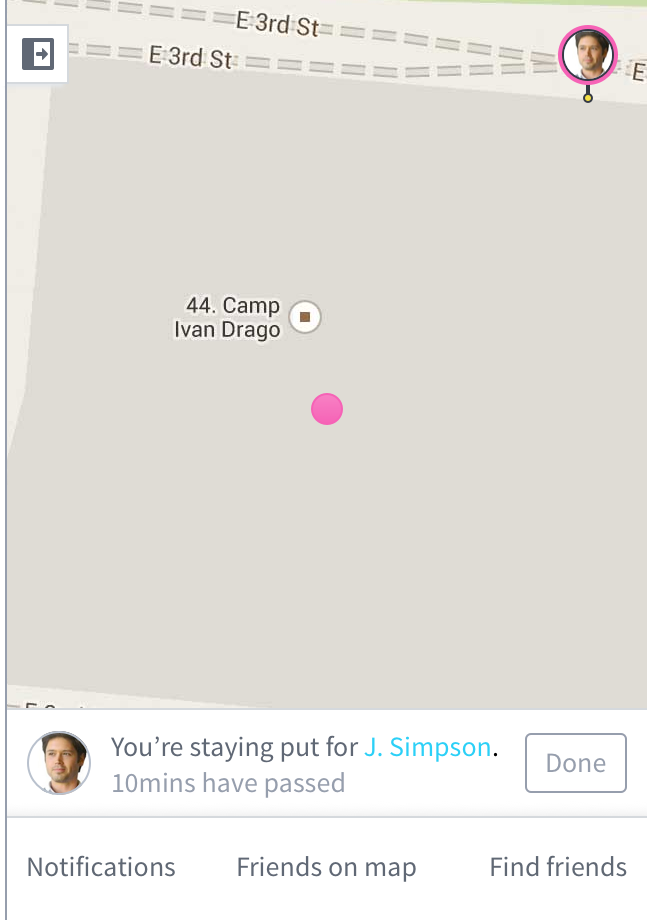 E 3rd St
E 3rd St
E
44. Camp
Ivan Drago
You’re staying put for J. Simpson.
10mins have passed
Done
Notifications
Friends on map
Find friends